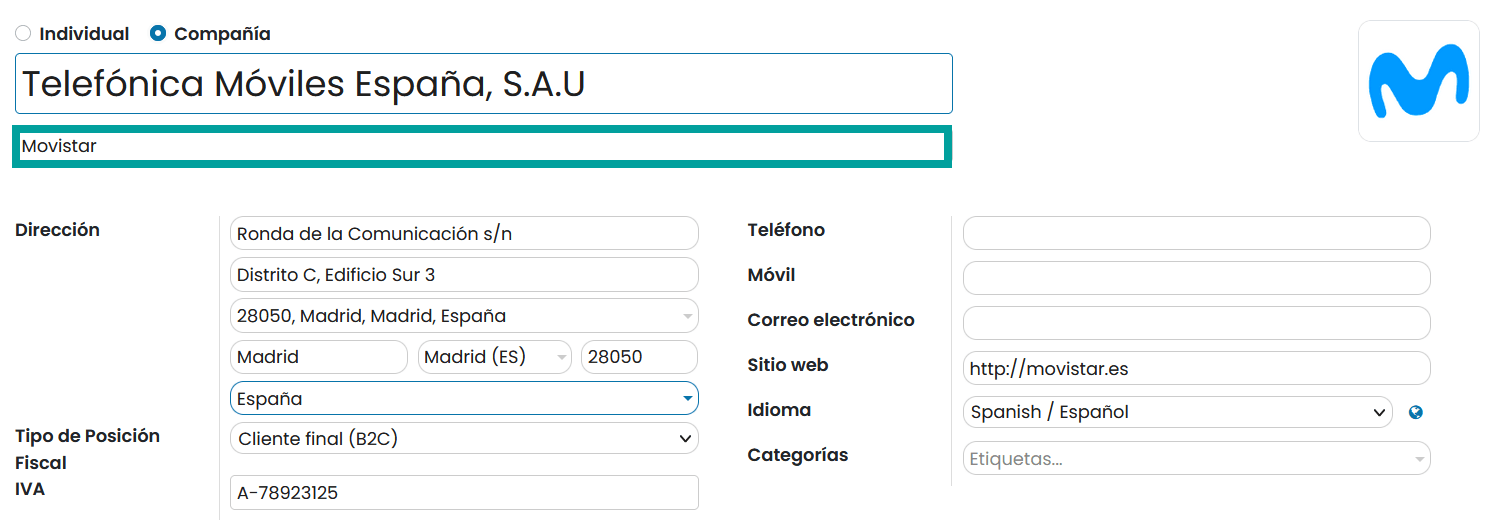 Individual Compañía
Telefónica Móviles España, S.A.U
Movistar
Dirección
Ronda de la Comunicación s/n
Distrito C, Edificio Sur 3
28050, Madrid, Madrid, España
Madrid Madrid (ES) 28050
España
Tipo de Posición
Fiscal
Cliente final (B2C)
IVA
A-78923125
Teléfono
Móvil
Correo electrónico
Sitio web
http://movistar.es
Idioma
Spanish / Español
Categorías
Etiquetas...